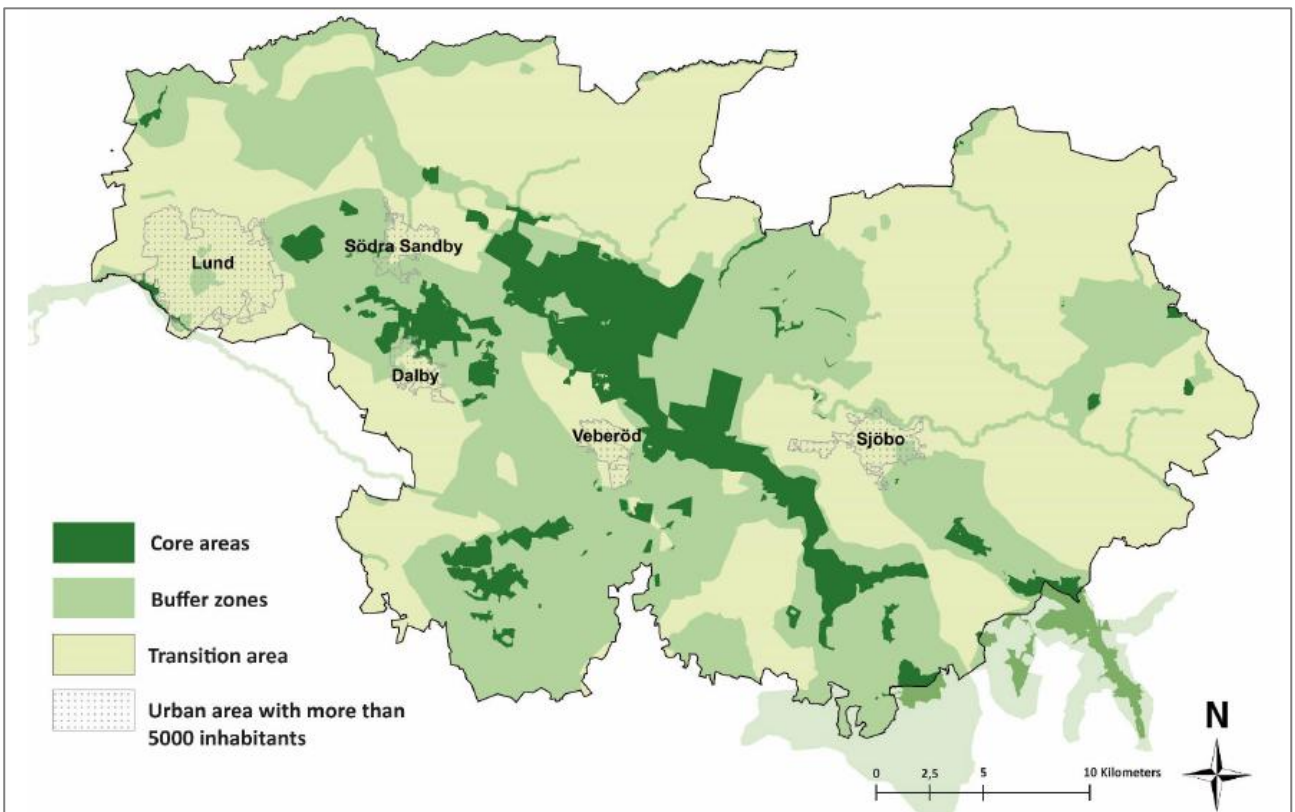 Lund
Södra Sandby
Dalby
Veberöd
Sjöbo
Core areas
Buffer zones
Transition area
Urban area with more than
5000 inhabitants
N
0 2,5 5 10 Kilometers